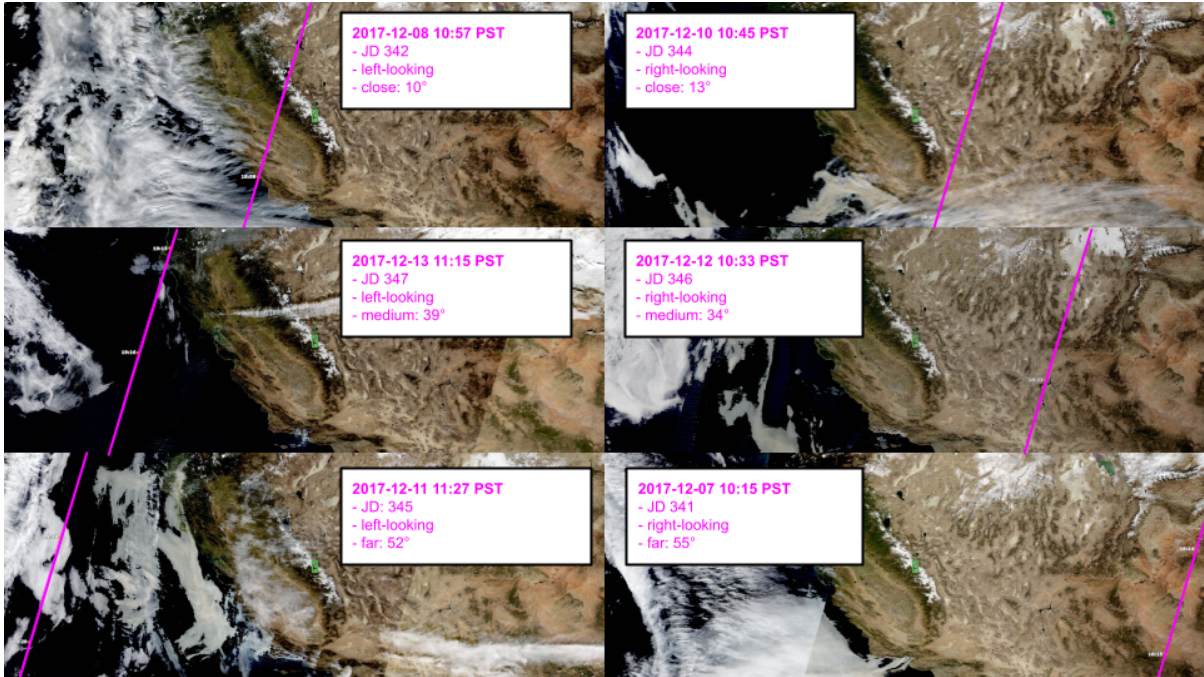 2017-12-08 10:57 PST
- JD 342
- left-looking
- close: 10°
2017-12-10 10:45 PST
- JD 344
- right-looking
- close: 13°
2017-12-13 11:15 PST
- JD 347
- left-looking
- medium: 39°
2017-12-12 10:33 PST
- JD 346
- right-looking
- medium: 34°
2017-12-11 11:27 PST
- JD: 345
- left-looking
- far: 52°
2017-12-07 10:15 PST
- JD 341
- right-looking
- far: 55°